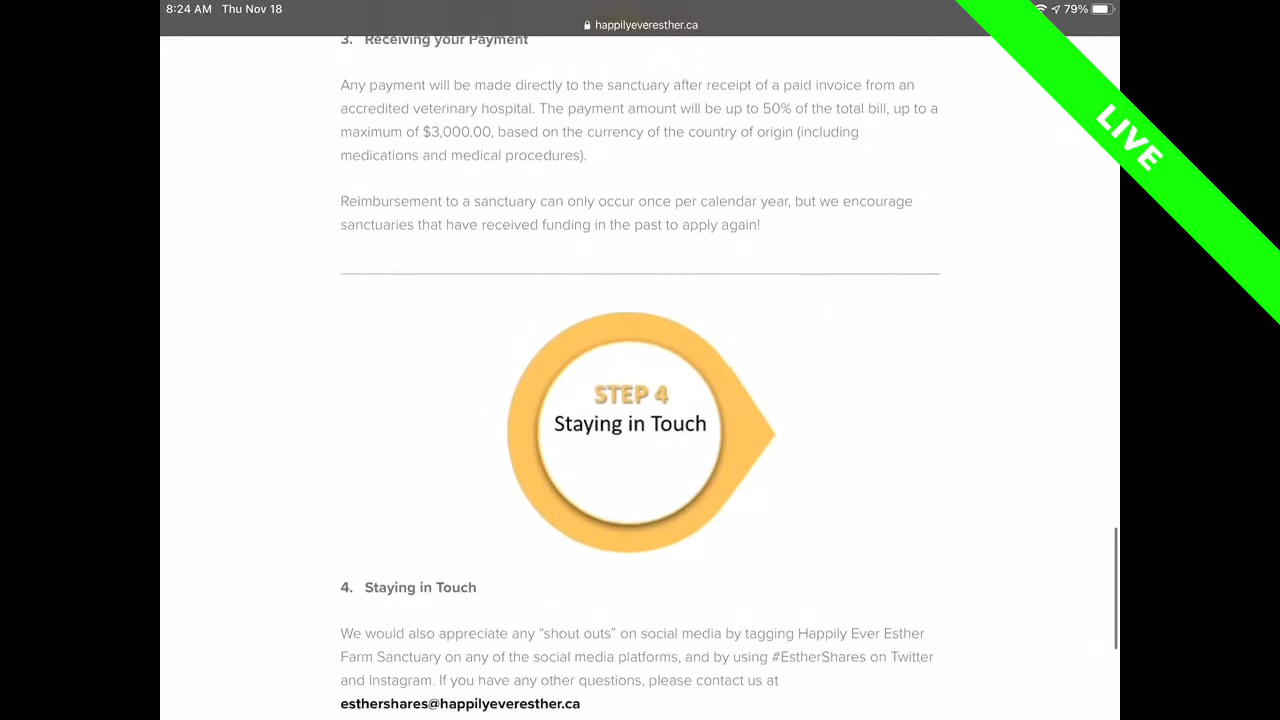 8:24 AM Thu Nov 18
79%
happilyeveresther.ca
LIVE
3. Receiving your Payment
Any payment will be made directly to the sanctuary after receipt of a paid invoice from an
accredited veterinary hospital. The payment amount will be up to 50% of the total bill, up to a
maximum of $3,000.00, based on the currency of the country of origin (including
medications and medical procedures).
Reimbursement to a sanctuary can only occur once per calendar year, but we encourage
sanctuaries that have received funding in the past to apply again!
STEP 4
Staying in Touch
4. Staying in Touch
We would also appreciate any “shout outs” on social media by tagging Happily Ever Esther
Farm Sanctuary on any of the social media platforms, and by using #EstherShares on Twitter
and Instagram. If you have any other questions, please contact us at
esthershares@happilyeveresther.ca